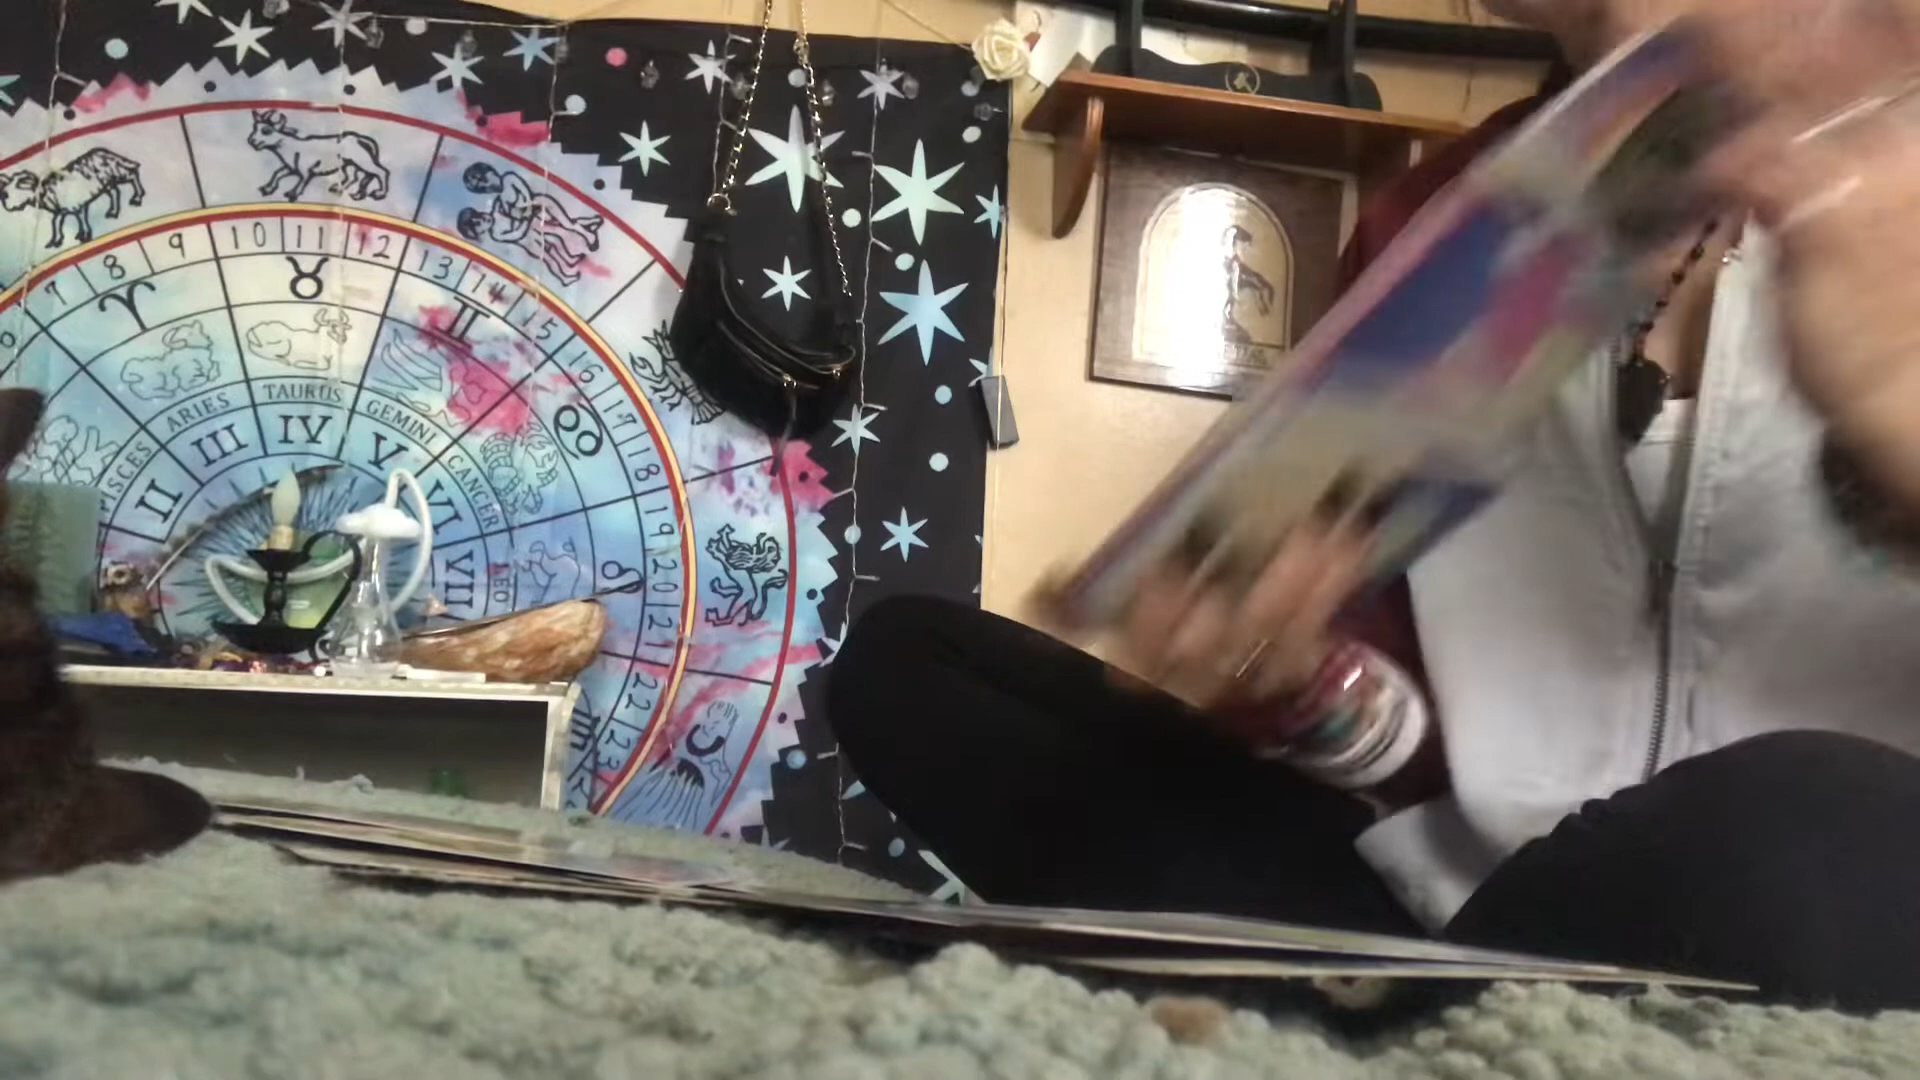 7 8 9 10 11 12 13 14 15 16 17 18 19 20 21 22 23
PISCES ARIES TAURUS GEMINI CANCER LEO
II III IV V VI VII